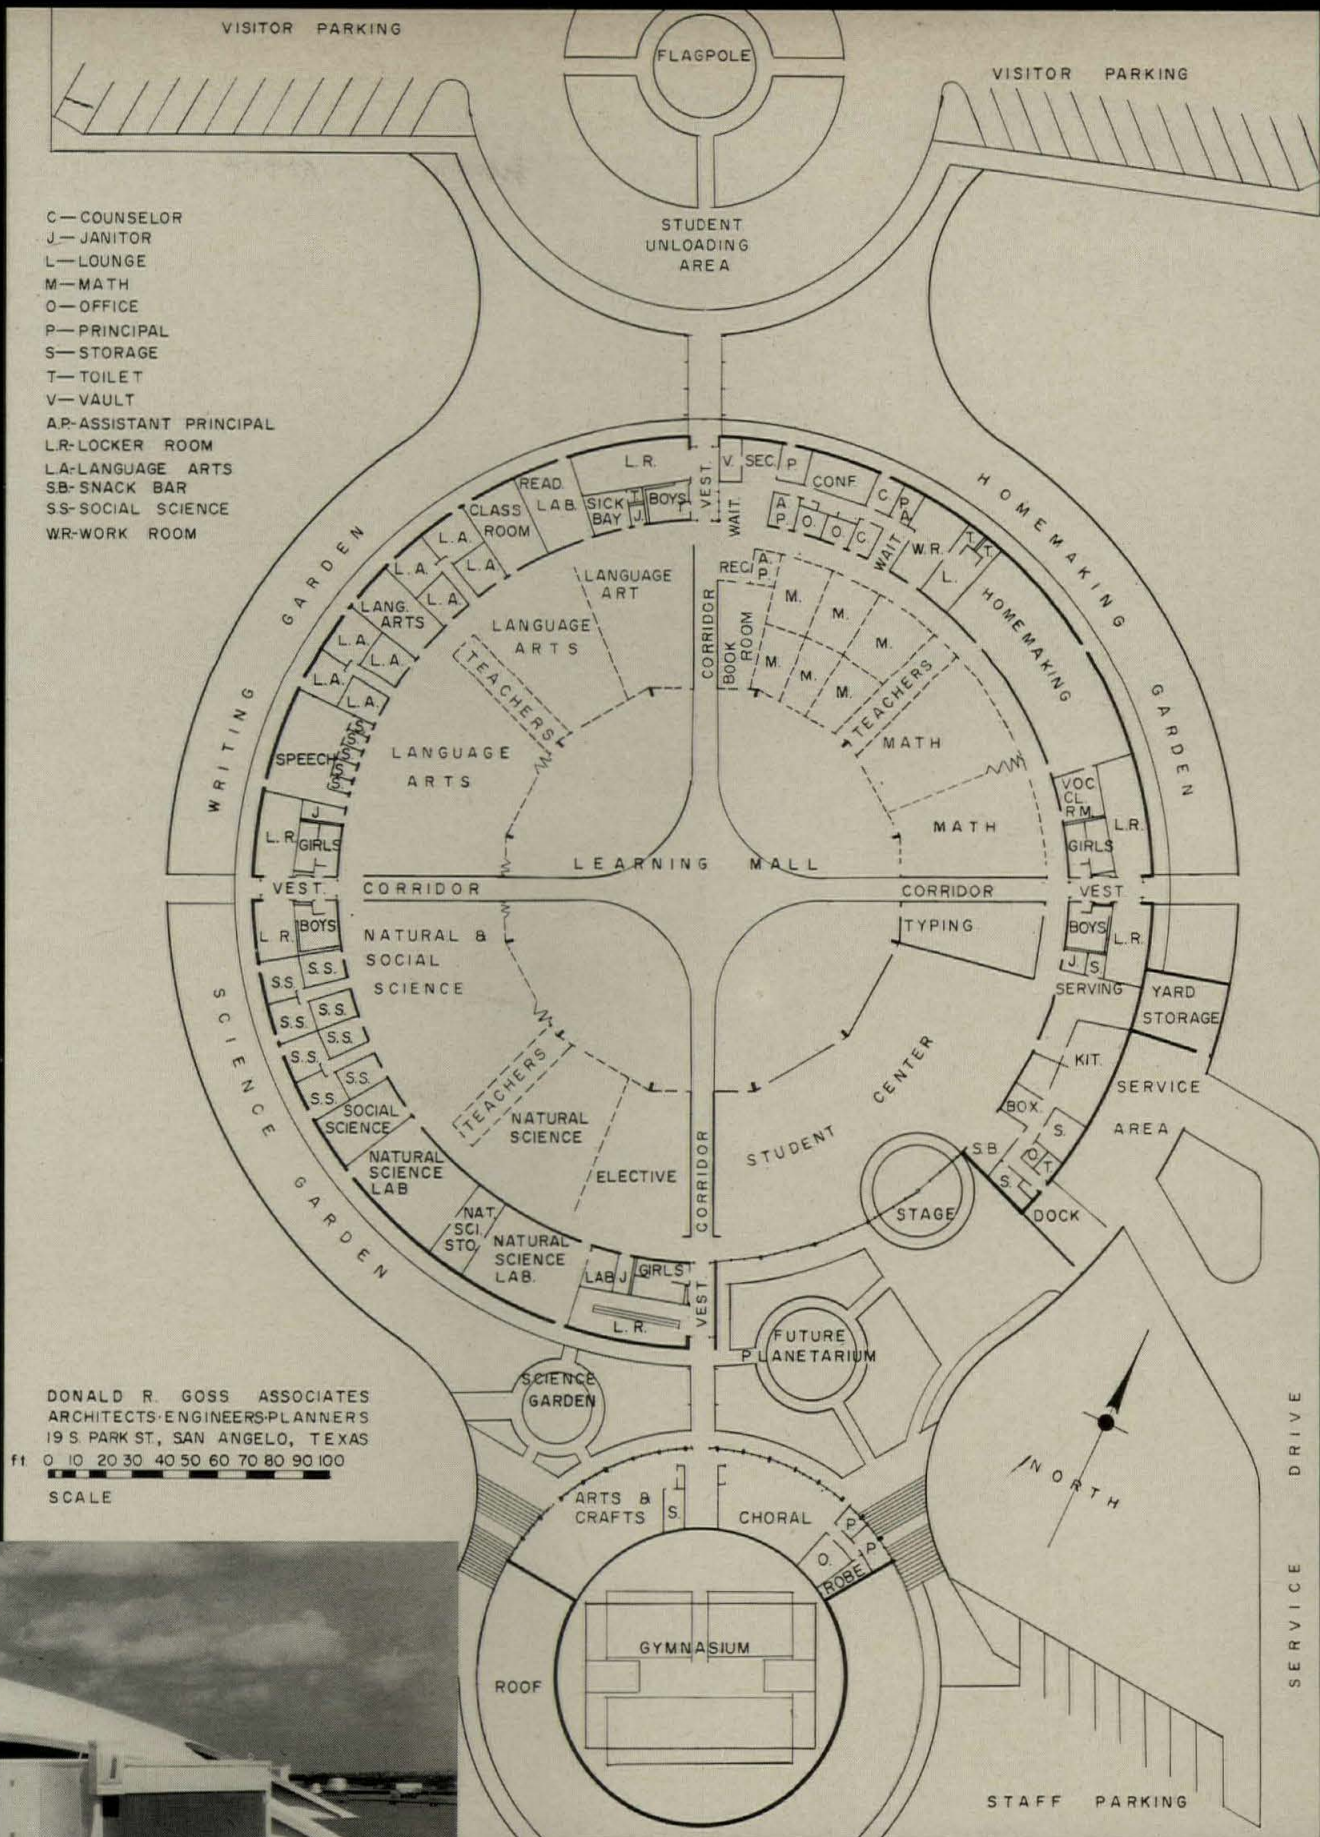 VISITOR PARKING
FLAGPOLE
VISITOR PARKING
STUDENT
UNLOADING
AREA
C—COUNSELOR
J—JANITOR
L—LOUNGE
M—MATH
O—OFFICE
P—PRINCIPAL
S—STORAGE
T—TOILET
V—VAULT
A.P.-ASSISTANT PRINCIPAL
L.R.-LOCKER ROOM
L.A.-LANGUAGE ARTS
S.B.-SNACK BAR
S.S-SOCIAL SCIENCE
W.R-WORK ROOM
WRITING GARDEN
HOMEMAKING GARDEN
L.R.
READ.
LAB.
SICK
BAY
T
J
BOYS
VEST.
WAIT.
V.
SEC.
P.
CONF.
C.
P.
P.
A.
P.
O.
O.
C.
WAIT
W.R.
T.
T.
L.
HOMEMAKING
CLASS
ROOM
L.A.
L.A.
L.A.
L.A.
LANG.
ARTS
L.A.
L.A.
L.A.
L.A.
SPEECH
S
S
S
S
S
L.R.
J
GIRLS
LANGUAGE
ART
LANGUAGE
ARTS
TEACHERS
LANGUAGE
ARTS
CORRIDOR
REC.
A.
P.
BOOK
ROOM
M.
M.
M.
M.
M.
M.
TEACHERS
MATH
MATH
VOC.
CL.
RM.
L.R.
GIRLS
LEARNING MALL
VEST.
CORRIDOR
CORRIDOR
VEST.
L.R.
BOYS
NATURAL &
SOCIAL
SCIENCE
TYPING
BOYS
L.R.
J.
S.
SERVING
YARD
STORAGE
S.S.
S.S.
S.S.
S.S.
S.S.
S.S.
S.S.
S.S.
SOCIAL
SCIENCE
NATURAL
SCIENCE
LAB
NAT.
SCI.
STO.
NATURAL
SCIENCE
LAB.
SCIENCE GARDEN
TEACHERS
NATURAL
SCIENCE
ELECTIVE
CORRIDOR
STUDENT CENTER
KIT.
BOX.
S.
S.B.
O.
T.
S.
SERVICE
AREA
STAGE
DOCK
LAB
J
GIRLS
L.R.
VEST.
FUTURE
PLANETARIUM
SCIENCE
GARDEN
DONALD R. GOSS ASSOCIATES
ARCHITECTS·ENGINEERS·PLANNERS
19 S. PARK ST., SAN ANGELO, TEXAS
ft 0 10 20 30 40 50 60 70 80 90 100
SCALE
NORTH
ARTS &
CRAFTS
S.
CHORAL
P
P
O.
ROBE
GYMNASIUM
ROOF
SERVICE DRIVE
STAFF PARKING